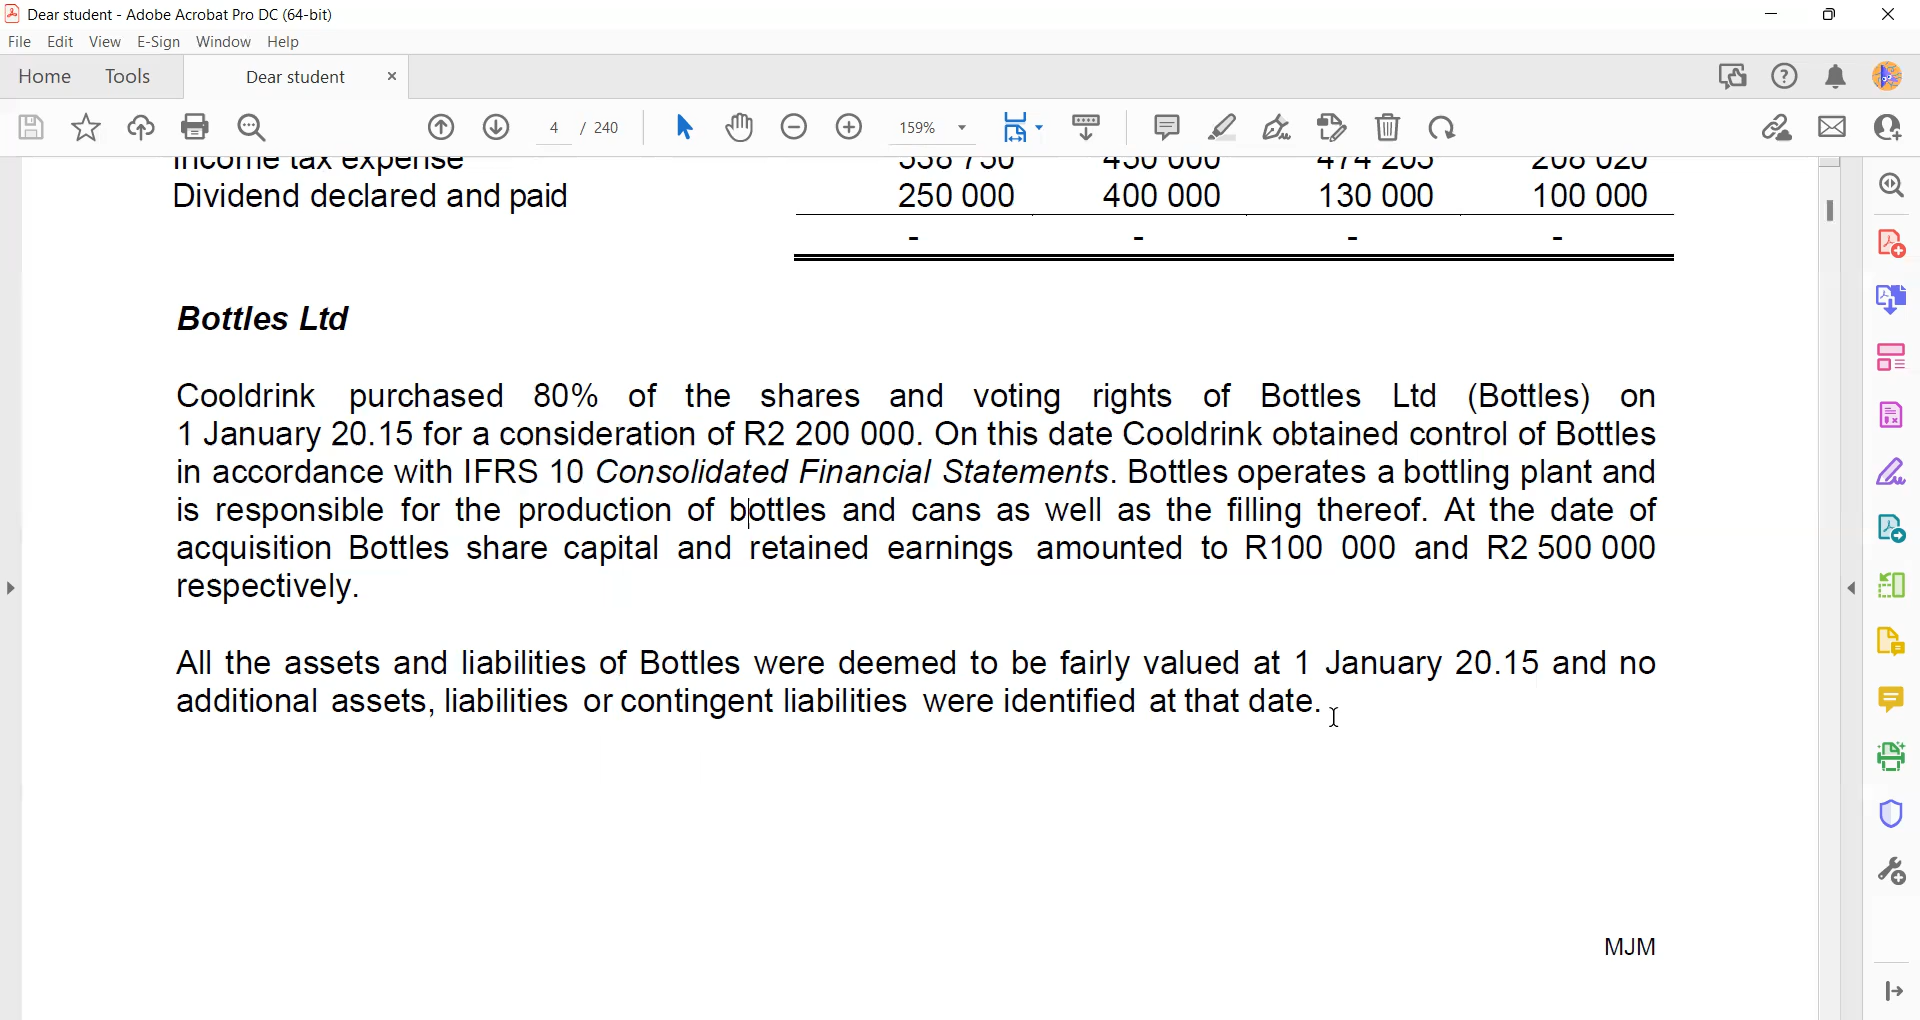 Dear student - Adobe Acrobat Pro DC (64-bit)
File Edit View E-Sign Window Help
Home Tools Dear student
4 / 240 159%
Income tax expense 450 000
Dividend declared and paid 250 000 400 000 130 000 100 000
- - - -
Bottles Ltd
Cooldrink purchased 80% of the shares and voting rights of Bottles Ltd (Bottles) on
1 January 20.15 for a consideration of R2 200 000. On this date Cooldrink obtained control of Bottles
in accordance with IFRS 10 Consolidated Financial Statements. Bottles operates a bottling plant and
is responsible for the production of bottles and cans as well as the filling thereof. At the date of
acquisition Bottles share capital and retained earnings amounted to R100 000 and R2 500 000
respectively.
All the assets and liabilities of Bottles were deemed to be fairly valued at 1 January 20.15 and no
additional assets, liabilities or contingent liabilities were identified at that date.
MJM